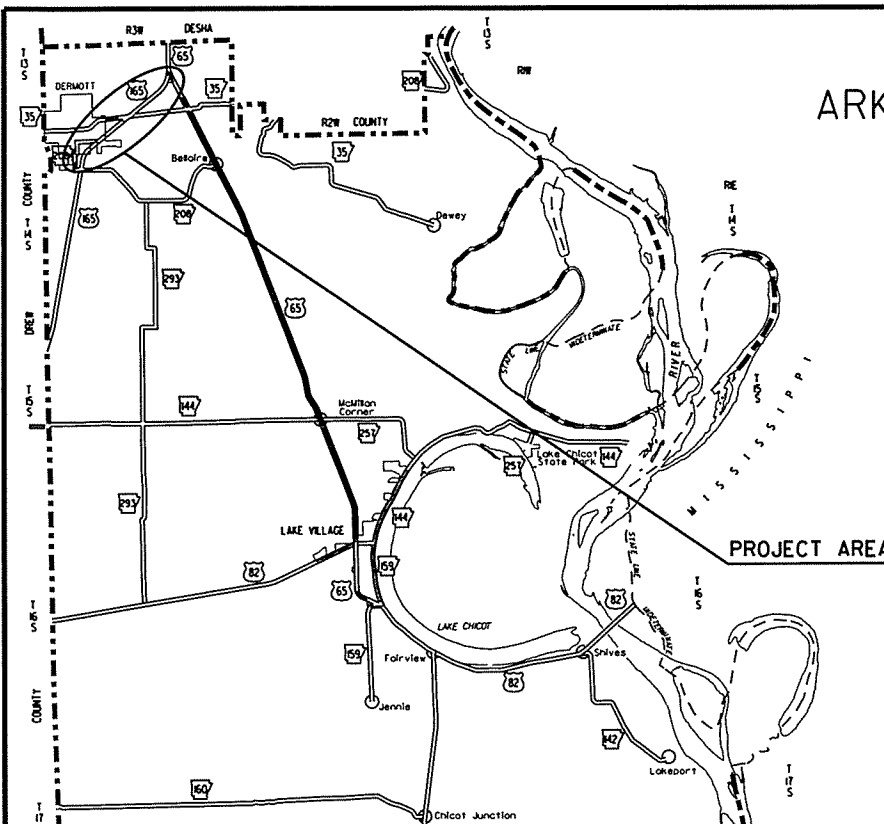 R3W DESHA
T 13 S
65
T 13 S
RIW
ARK
DERMOTT
165
35
208
35
R2W COUNTY
35
Bellaire
COUNTY
165
208
T 14 S
Dewey
RIE
T 14 S
293
65
STATE LINE
INDETERMINATE
RIVER
DREW
T 15 S
144
McMillan
Corner
257
T 15 S
MISSISSIPPI
257
Lake Chicot
State Park
144
293
LAKE VILLAGE
144
STATE LINE
PROJECT AREA
82
159
65
T 16 S
82
T 16 S
LAKE CHICOT
INDETERMINATE
159
Fairview
Shives
82
Jennie
COUNTY
142
Lakeport
T 17 S
160
T 17
Chicot Junction